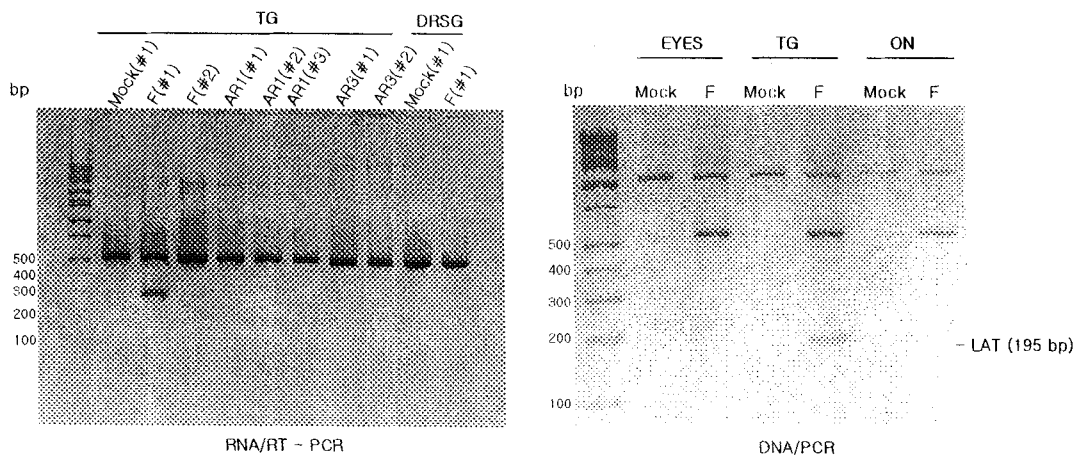 TG DRSG
Mock(#1) F(#1) F(#2) AR1(#1) AR1(#2) AR1(#3) AR3(#1) AR3(#2) Mock(#1) F(#1)
bp
500
400
300
200
100
RNA/RT - PCR
EYES TG ON
bp Mock F Mock F Mock F
500
400
300
200
100
- LAT (195 bp)
DNA/PCR